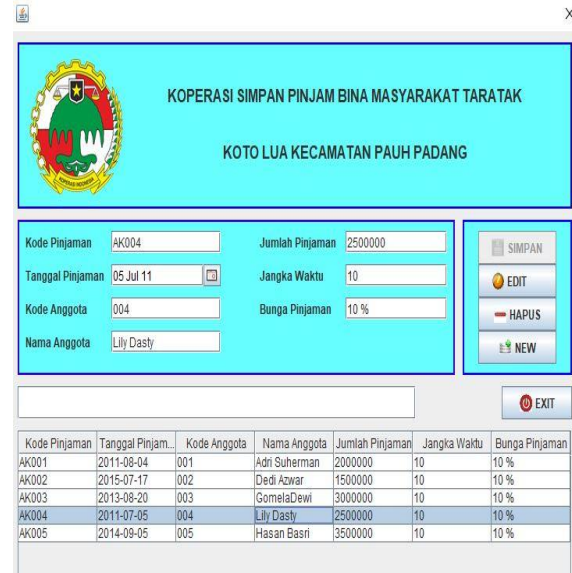 KOPERASI SIMPAN PINJAM BINA MASYARAKAT TARATAK
KOTO LUA KECAMATAN PAUH PADANG
KOPERASI INDONESIA
Kode Pinjaman AK004 Jumlah Pinjaman 2500000
Tanggal Pinjaman 05 Jul 11 Jangka Waktu 10
Kode Anggota 004 Bunga Pinjaman 10 %
Nama Anggota Lily Dasty
SIMPAN
EDIT
HAPUS
NEW
EXIT
Kode Pinjaman Tanggal Pinjam... Kode Anggota Nama Anggota Jumlah Pinjaman Jangka Waktu Bunga Pinjaman
AK001 2011-08-04 001 Adri Suherman 2000000 10 10 %
AK002 2015-07-17 002 Dedi Azwar 1500000 10 10 %
AK003 2013-08-20 003 GomelaDewi 3000000 10 10 %
AK004 2011-07-05 004 Lily Dasty 2500000 10 10 %
AK005 2014-09-05 005 Hasan Basri 3500000 10 10 %